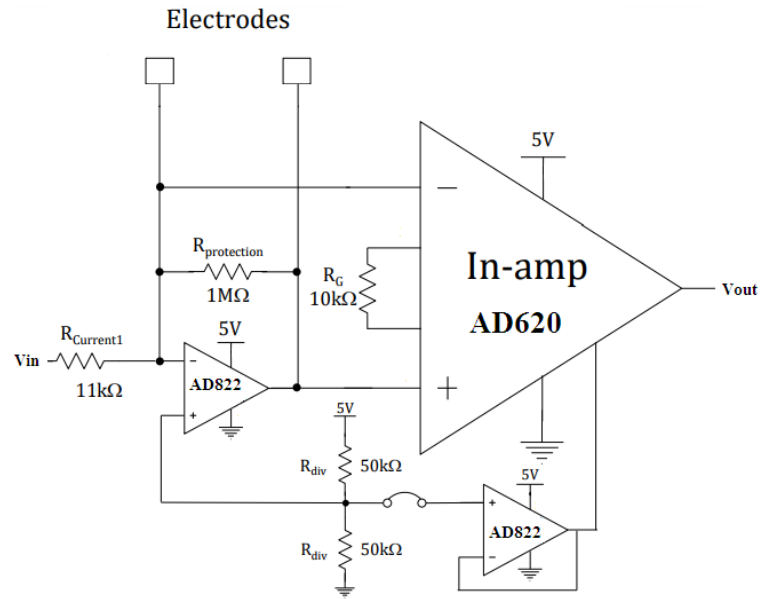 Electrodes
5V
−
Rprotection
1MΩ
RG
10kΩ
In-amp
AD620
Vout
RCurrent1
5V
Vin
-
AD822
11kΩ
+
+
5V
Rdiv
50kΩ
5V
+
AD822
−
Rdiv
50kΩ